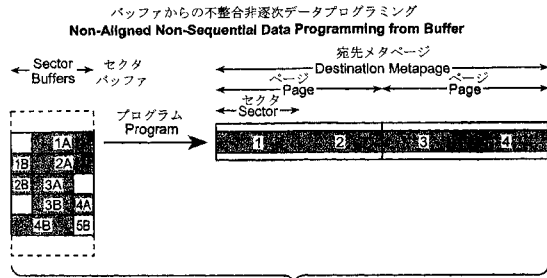 バッファからの不整合非逐次データプログラミング
Non-Aligned Non-Sequential Data Programming from Buffer
宛先メタページ
Destination Metapage
Sector Buffers
セクタ バッファ
ページ
Page
ページ
Page
プログラム
Program
セクタ
Sector
1 2 3 4
1A
1B 2A
2B 3A
3B 4A
4B 5B